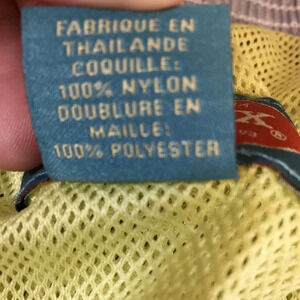 FABRIQUE EN
THAILANDE
COQUILLE:
100% NYLON
DOUBLURE EN
MAILLE:
100% POLYESTER
X®